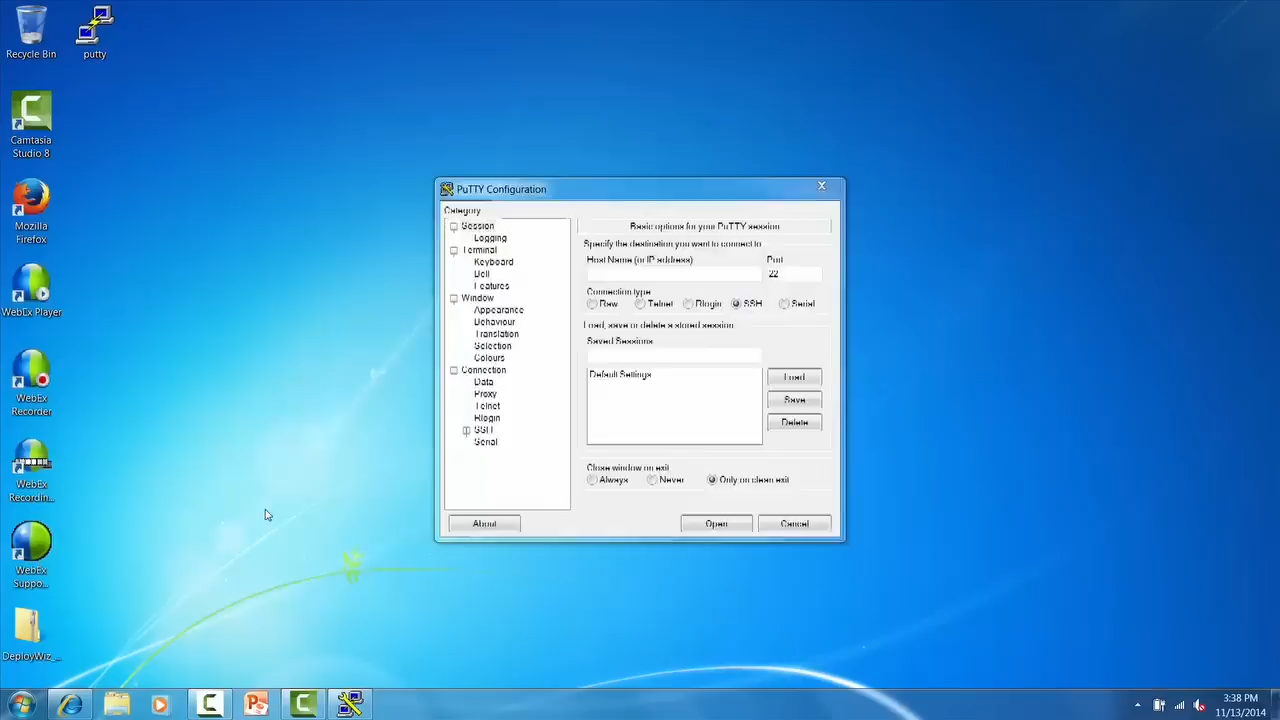 Recycle Bin
putty
Camtasia
Studio 8
Mozilla
Firefox
WebEx Player
WebEx
Recorder
WebEx
Recordin...
WebEx
Suppo...
DeployWiz_...
PuTTY Configuration
Category
Session
Logging
Terminal
Keyboard
Bell
Features
Window
Appearance
Behaviour
Translation
Selection
Colours
Connection
Data
Proxy
Telnet
Rlogin
SSH
Serial
Basic options for your PuTTY session
Specify the destination you want to connect to
Host Name (or IP address)
Port
22
Connection type
Raw Telnet Rlogin SSH Serial
Load, save or delete a stored session
Saved Sessions
Default Settings
Load
Save
Delete
Close window on exit
Always Never Only on clean exit
About
Open
Cancel
3:38 PM
11/13/2014